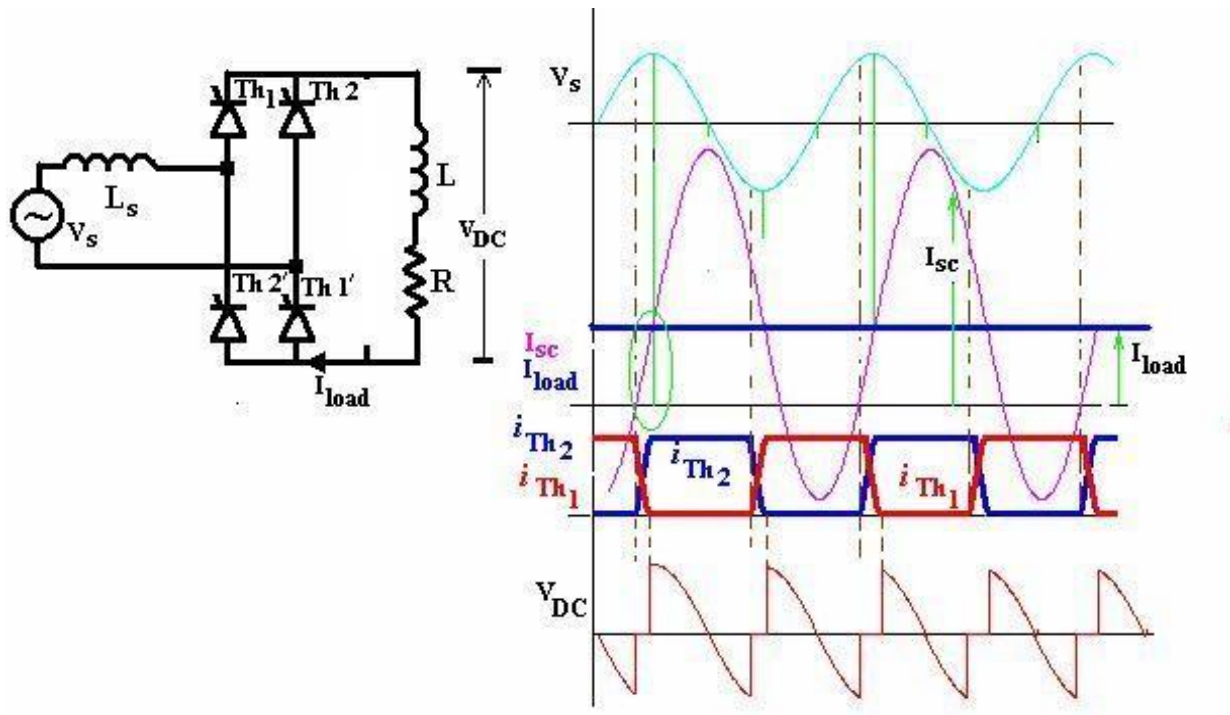 Th1 Th 2
L
Ls
Vs
VDC
R
Th 2′ Th 1′
Iload
Vs
Isc
Isc
Iload
Iload
iTh2
iTh2
iTh1
iTh1
VDC